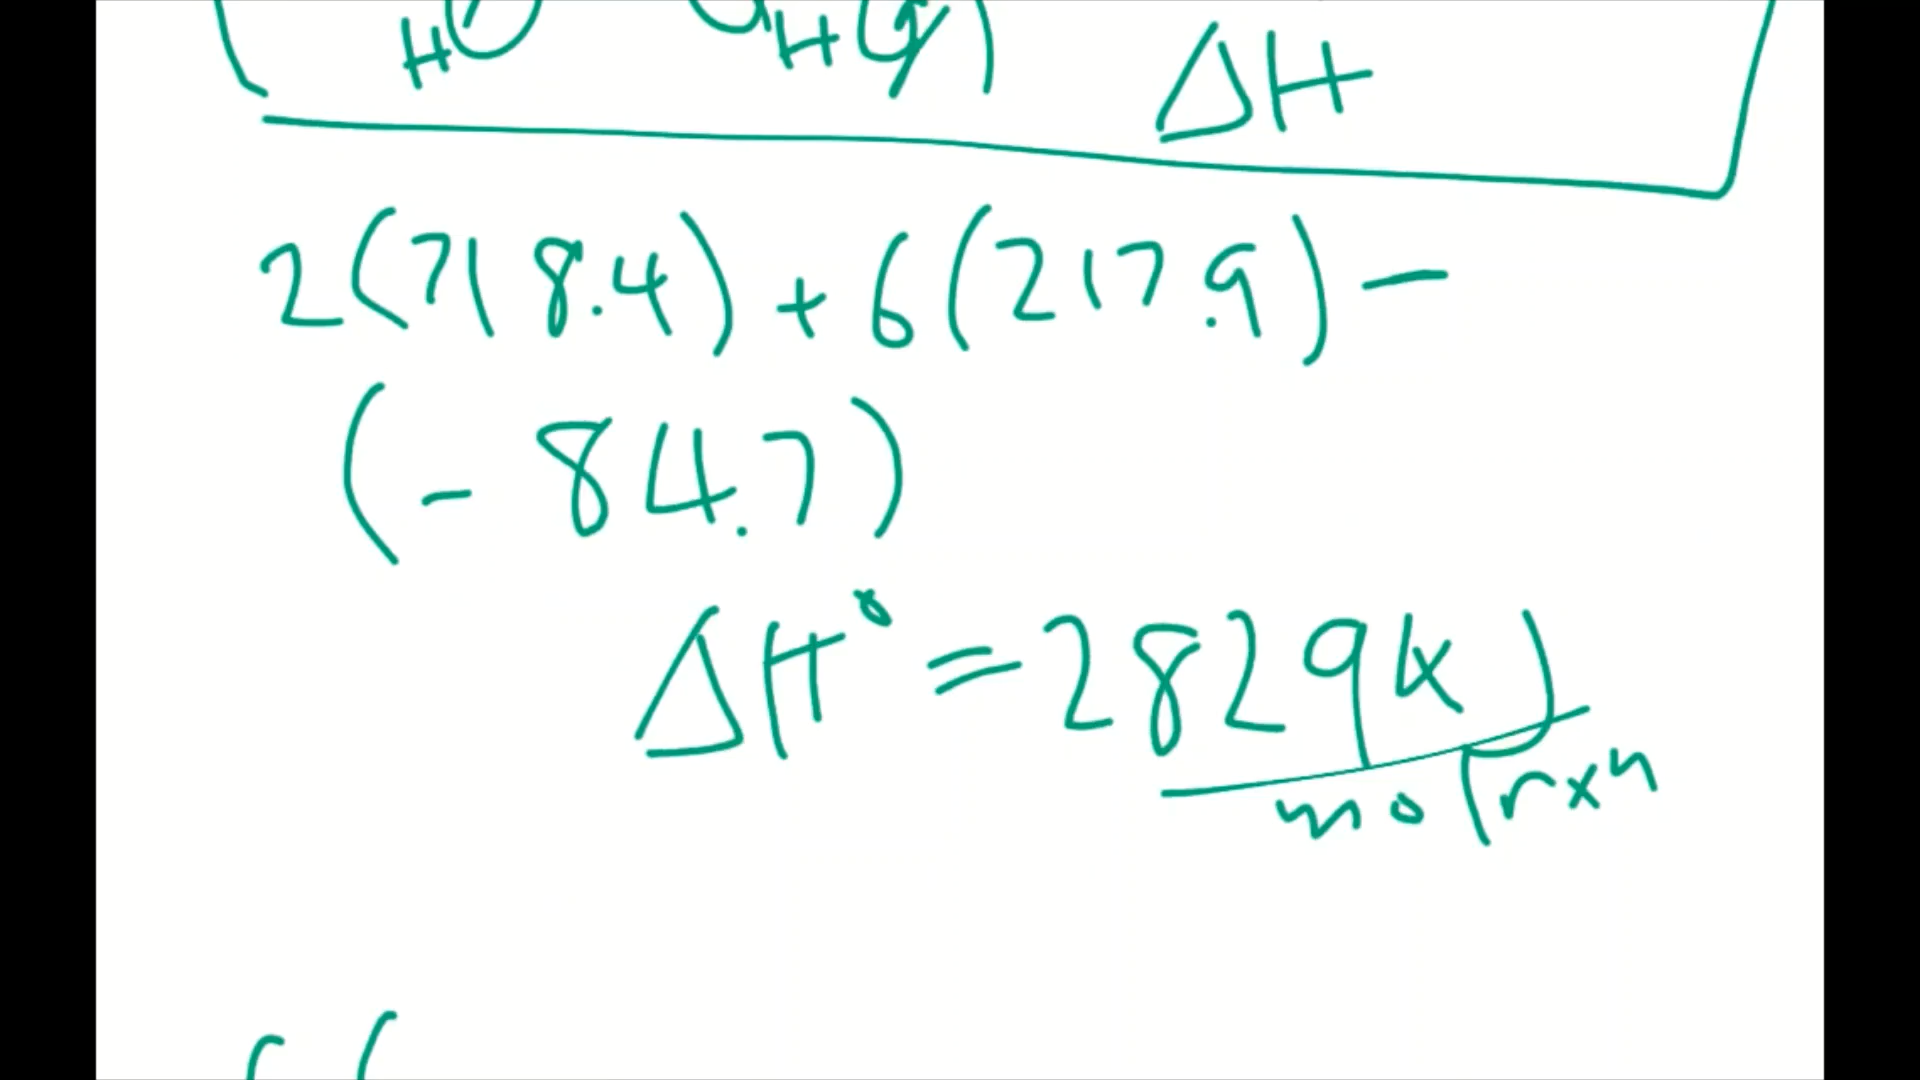 H H(g) ΔH
2(718.4) + 6(217.9) -
(-84.7)
ΔH° = 2829 kJ
mol rxn